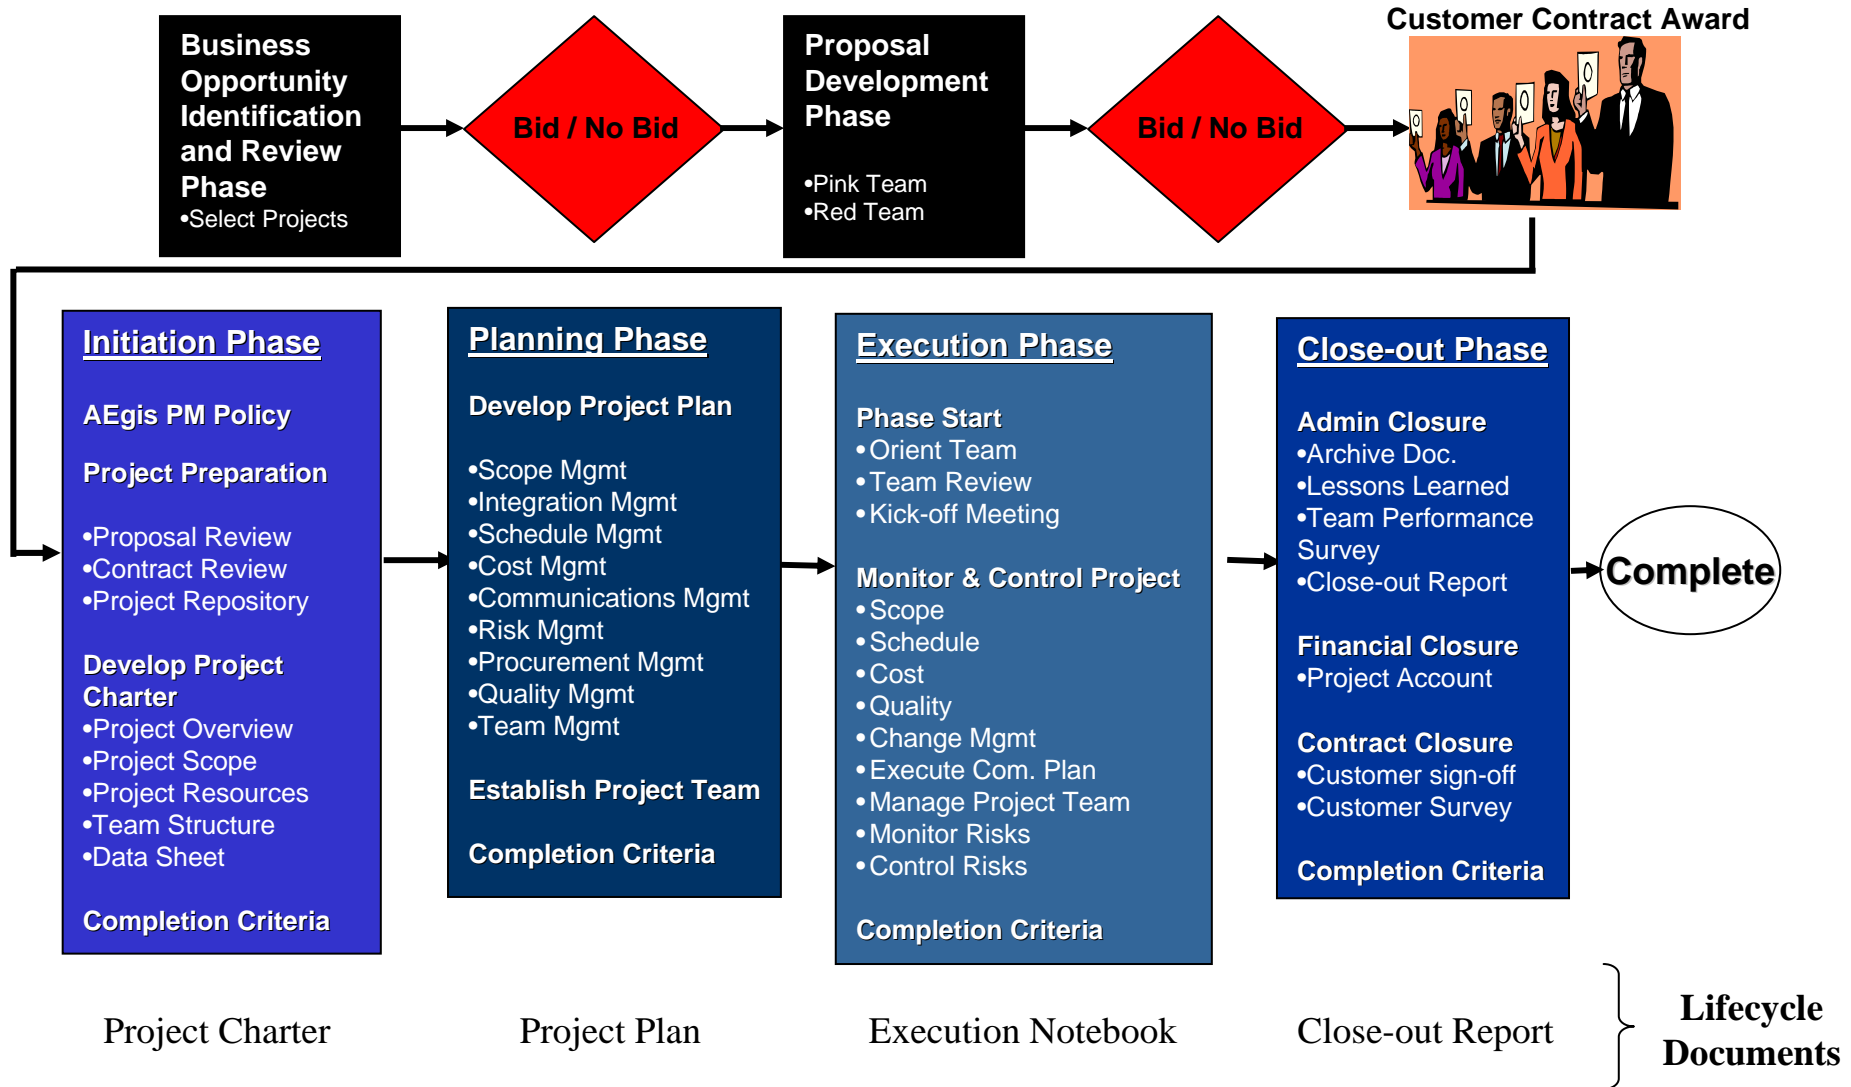 Business
Opportunity
Identification
and Review
Phase
•Select Projects
Bid / No Bid
Proposal
Development
Phase
•Pink Team
•Red Team
Bid / No Bid
Customer Contract Award
Initiation Phase
AEgis PM Policy
Project Preparation
•Proposal Review
•Contract Review
•Project Repository
Develop Project
Charter
•Project Overview
•Project Scope
•Project Resources
•Team Structure
•Data Sheet
Completion Criteria
Planning Phase
Develop Project Plan
•Scope Mgmt
•Integration Mgmt
•Schedule Mgmt
•Cost Mgmt
•Communications Mgmt
•Risk Mgmt
•Procurement Mgmt
•Quality Mgmt
•Team Mgmt
Establish Project Team
Completion Criteria
Execution Phase
Phase Start
•Orient Team
•Team Review
•Kick-off Meeting
Monitor & Control Project
•Scope
•Schedule
•Cost
•Quality
•Change Mgmt
•Execute Com. Plan
•Manage Project Team
•Monitor Risks
•Control Risks
Completion Criteria
Close-out Phase
Admin Closure
•Archive Doc.
•Lessons Learned
•Team Performance
Survey
•Close-out Report
Financial Closure
•Project Account
Contract Closure
•Customer sign-off
•Customer Survey
Completion Criteria
Complete
Project Charter
Project Plan
Execution Notebook
Close-out Report
Lifecycle
Documents